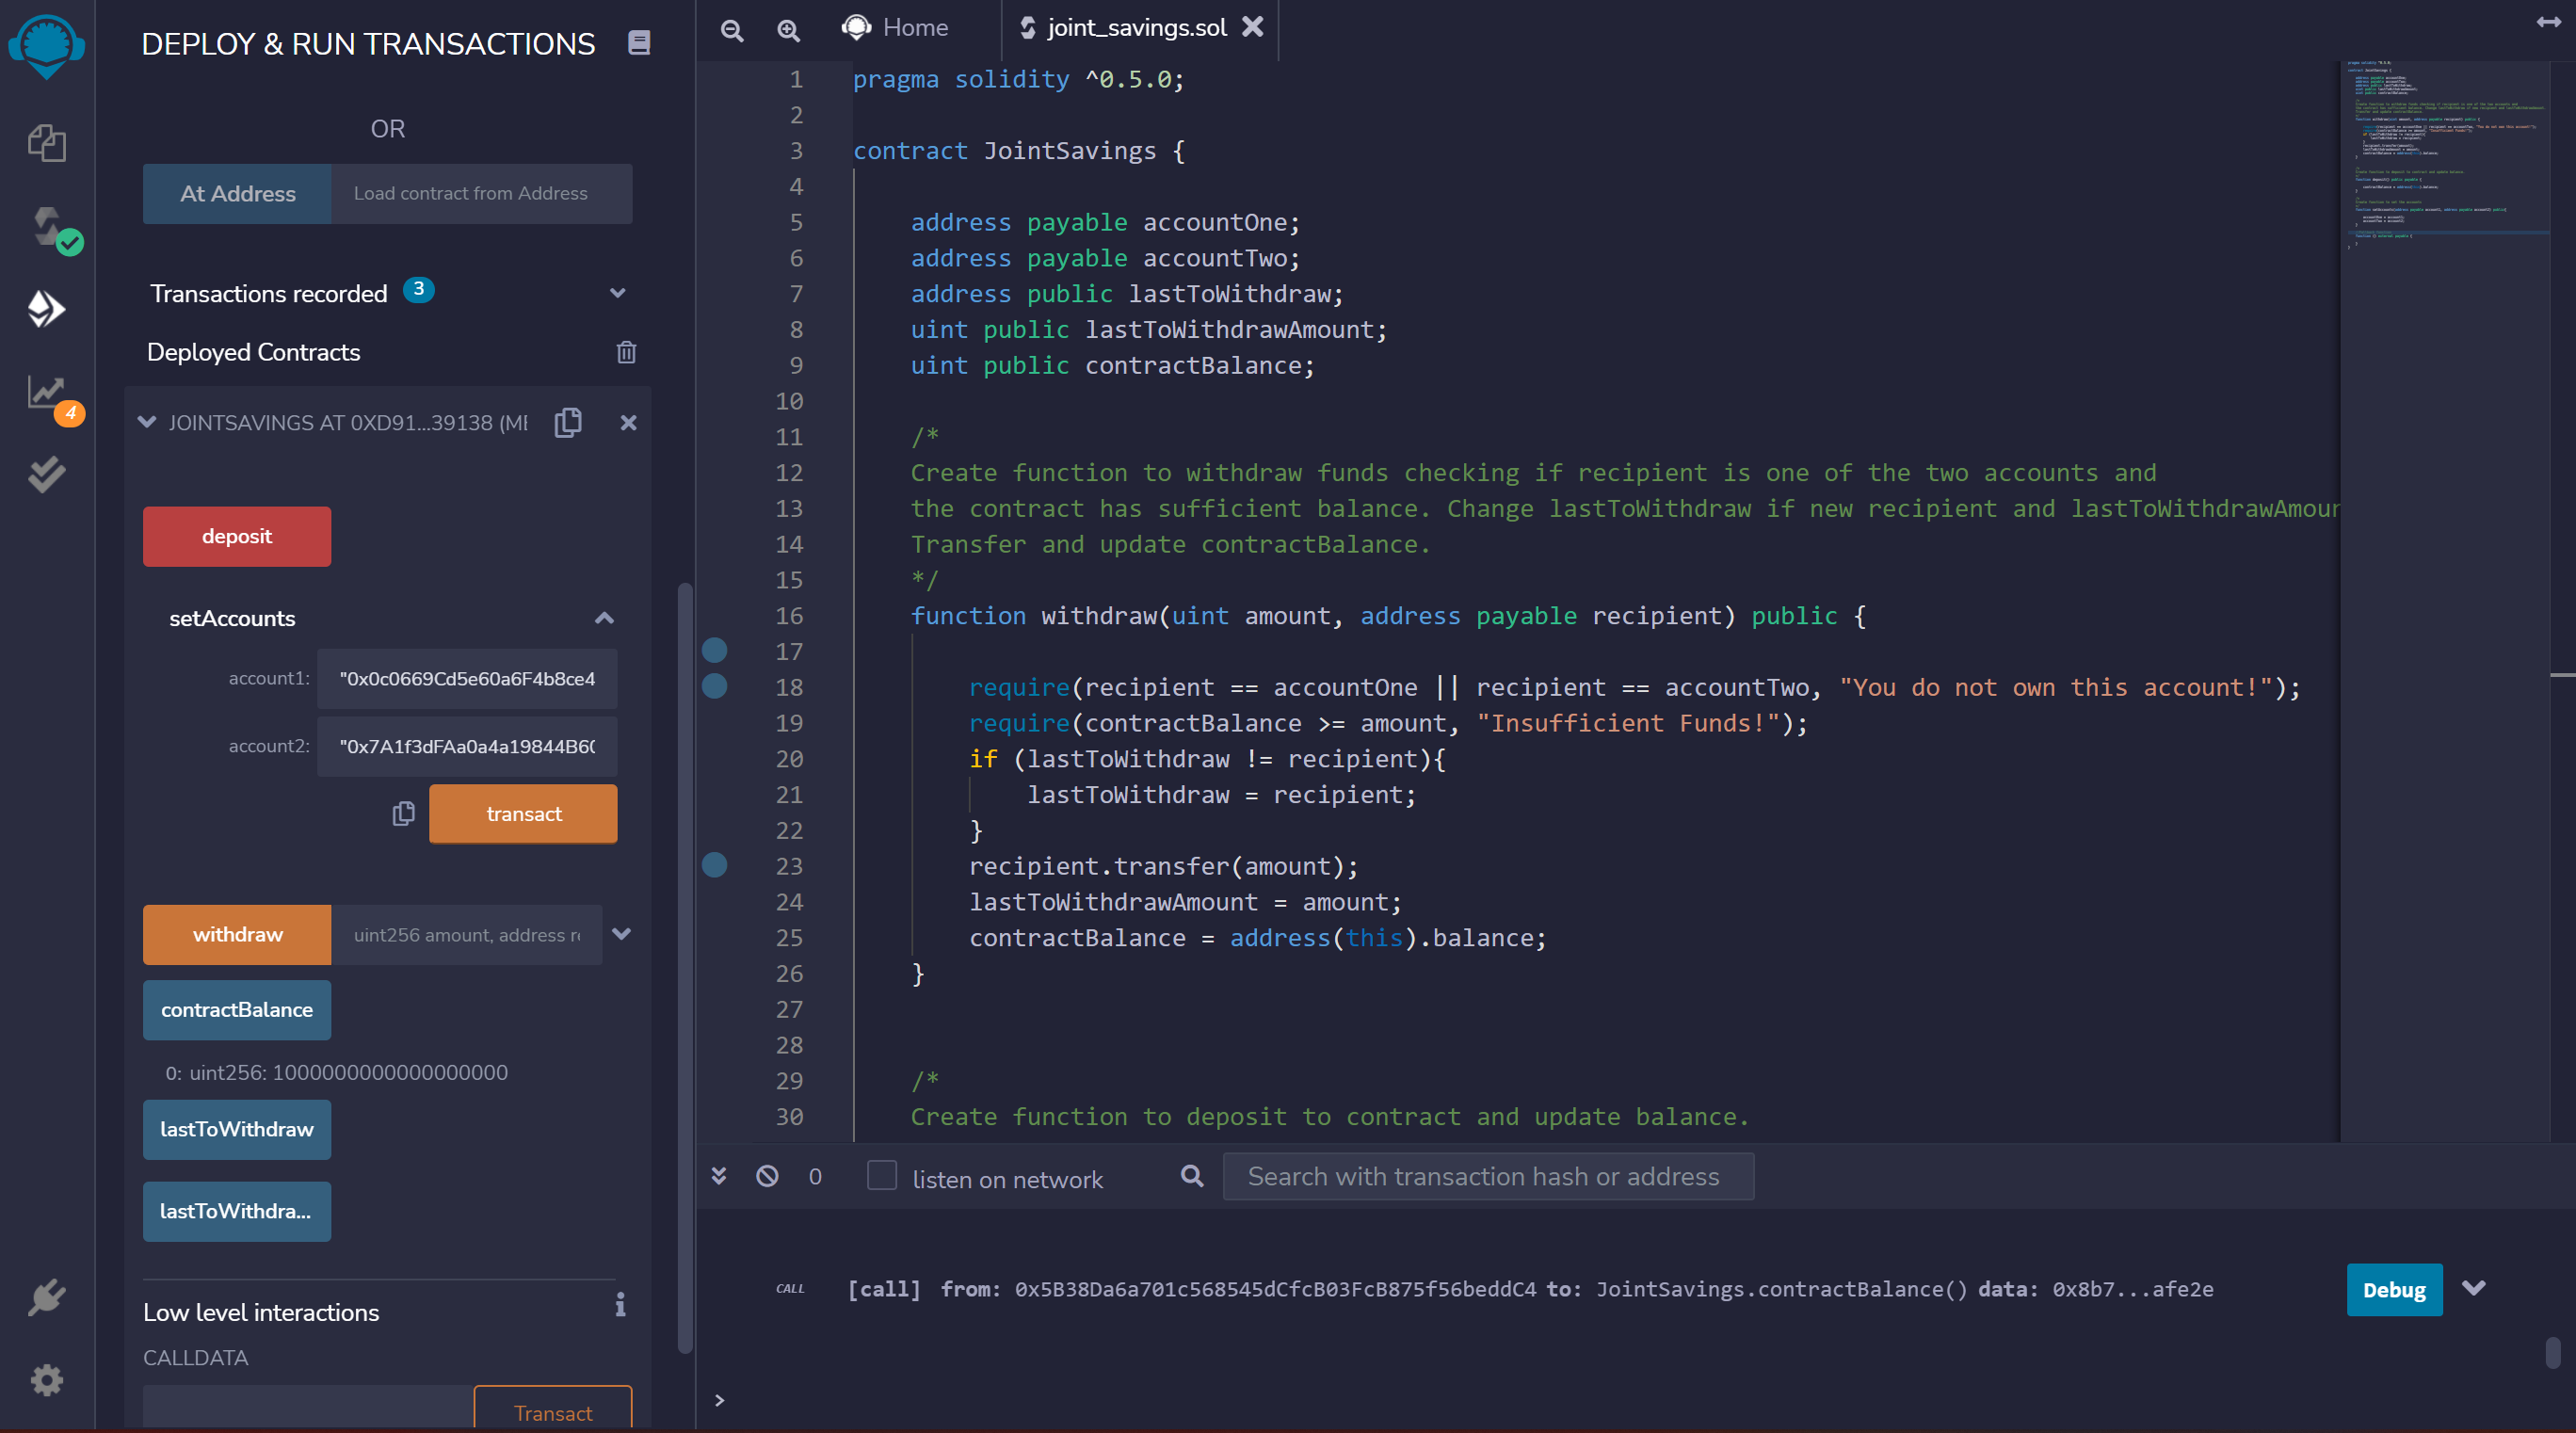 DEPLOY & RUN TRANSACTIONS
OR
At Address
Load contract from Address
Transactions recorded 3
Deployed Contracts
JOINTSAVINGS AT 0XD91...39138 (ME
4
deposit
setAccounts
account1:
"0x0c0669Cd5e60a6F4b8ce4
account2:
"0x7A1f3dFAa0a4a19844B60
transact
withdraw
uint256 amount, address re
contractBalance
0: uint256: 1000000000000000000
lastToWithdraw
lastToWithdra...
Low level interactions
CALLDATA
Transact
Home
joint_savings.sol
1 pragma solidity ^0.5.0;
2
3 contract JointSavings {
4
5 address payable accountOne;
6 address payable accountTwo;
7 address public lastToWithdraw;
8 uint public lastToWithdrawAmount;
9 uint public contractBalance;
10
11 /*
12 Create function to withdraw funds checking if recipient is one of the two accounts and
13 the contract has sufficient balance. Change lastToWithdraw if new recipient and lastToWithdrawAmoun
14 Transfer and update contractBalance.
15 */
16 function withdraw(uint amount, address payable recipient) public {
17
18 require(recipient == accountOne || recipient == accountTwo, "You do not own this account!");
19 require(contractBalance >= amount, "Insufficient Funds!");
20 if (lastToWithdraw != recipient){
21 lastToWithdraw = recipient;
22 }
23 recipient.transfer(amount);
24 lastToWithdrawAmount = amount;
25 contractBalance = address(this).balance;
26 }
27
28
29 /*
30 Create function to deposit to contract and update balance.
0
listen on network
Search with transaction hash or address
CALL [call] from: 0x5B38Da6a701c568545dCfcB03FcB875f56beddC4 to: JointSavings.contractBalance() data: 0x8b7...afe2e
Debug
>